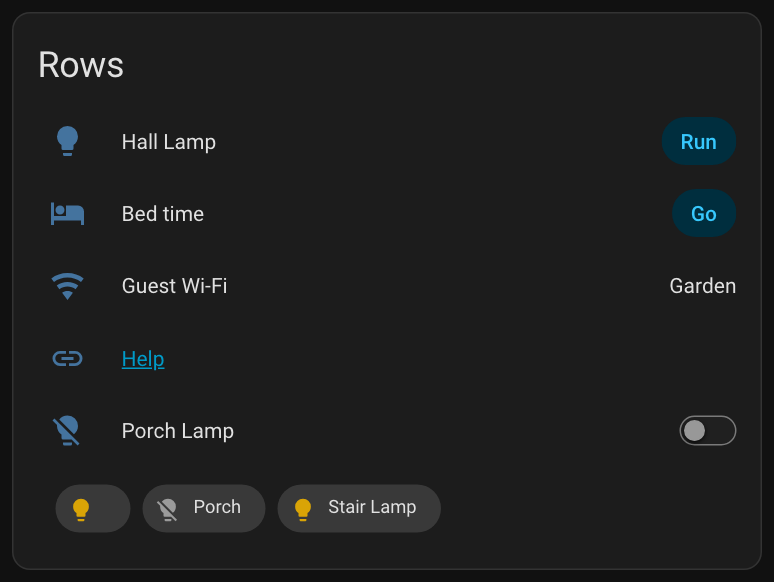 Rows
Hall Lamp Run
Bed time Go
Guest Wi-Fi Garden
Help
Porch Lamp
Porch Stair Lamp